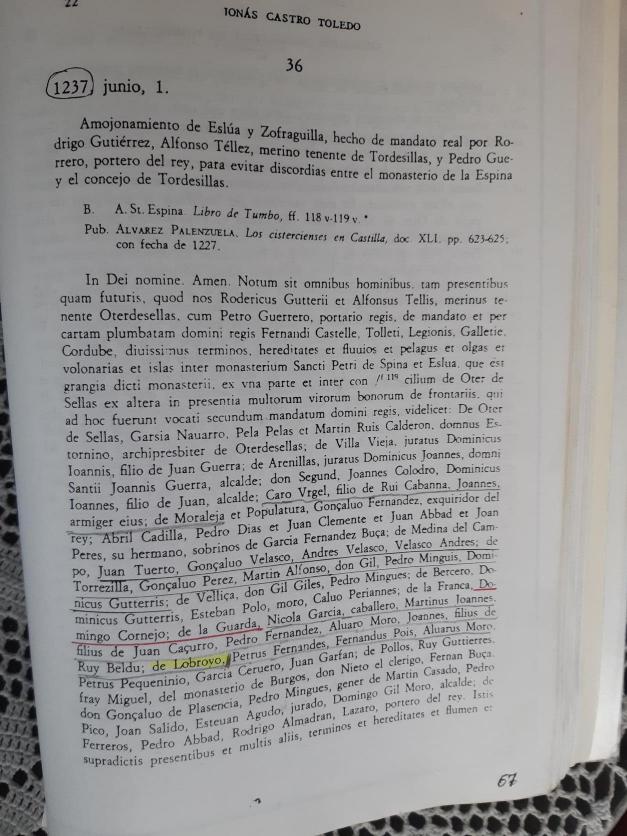 22
JONÁS CASTRO TOLEDO
36
1237, junio, 1.
Amojonamiento de Eslúa y Zofraguilla, hecho de mandato real por Ro-
drigo Gutiérrez, Alfonso Téllez, merino tenente de Tordesillas, y Pedro Gue-
rrero, portero del rey, para evitar discordias entre el monasterio de la Espina
y el concejo de Tordesillas.
B. A. St. Espina. Libro de Tumbo, ff. 118 v-119 v. *
Pub. ALVAREZ PALENZUELA, Los cistercienses en Castilla, doc. XLI. pp. 623-625;
con fecha de 1227.
In Dei nomine. Amen. Notum sit omnibus hominibus, tam presentibus
quam futuris, quod nos Rodericus Gutterii et Alfonsus Tellis, merinus te-
nente Oterdesellas, cum Petro Guerrero, portario regis, de mandato et per
cartam plumbatam domini regis Fernandi Castelle, Tolleti, Legionis, Galletie,
Cordube, diuissimus terminos, hereditates et fluuios et pelagus et olgas et
volonarias et islas inter monasterium Sancti Petri de Spina et Eslua, que est
grangia dicti monasterii, ex vna parte et inter con /f 119 cilium de Oter de
Sellas ex altera in presentia multorum virorum bonorum de frontariis, qui
ad hoc fuerunt vocati secundum mandatum domini regis, videlicet: De Oter
de Sellas, Garsia Nauarro, Pela Pelas et Martin Ruis Calderon, domnus Es-
tornino, archipresbiter de Oterdesellas; de Villa Vieja, juratus Dominicus
Ioannis, filio de Juan Guerra; de Arenillas, juratus Dominicus Joannes, domni
Santii Joannis Guerra, alcalde; don Segund, Joannes Colodro, Dominicus
Ioannes, filio de Juan, alcalde; Caro Vrgel, filio de Rui Cabanna, Joannes,
armiger eius; de Moraleja et Populatura, Gonçaluo Fernandez, exquiridor del
rey; Abril Cadilla, Pedro Dias et Juan Clemente et Juan Abbad et Joan
Peres, su hermano, sobrinos de Garcia Fernandez Buça; de Medina del Cam-
po, Juan Tuerto, Gonçaluo Velasco, Andres Velasco, Velasco Andres; de
Torrezilla, Gonçaluo Perez, Martin Alfonso, don Gil, Pedro Minguis, Domi-
nicus Gutterris; de Velliça, don Gil Giles, Pedro Mingues; de Bercero, Do-
minicus Gutterris, Esteban Polo, moro, Caluo Periannes; de la Franca, Do-
mingo Cornejo; de la Guarda, Nicola Garcia, caballero, Martinus Joannes,
filius de Juan Caçurro, Pedro Fernandez, Aluaro Moro, Joannes, filius de
Ruy Beldu; de Lobroyo, Petrus Fernandes, Fernandus Pois, Aluarus Moro,
Petrus Pequeninio, Garcia Ceruero, Juan Garfan; de Pollos, Ruy Guttierres,
fray Miguel, del monasterio de Burgos, don Nieto el clerigo, Fernan Buça,
don Gonçaluo de Plasencia, Pedro Mingues, gener de Martin Casado, Pedro
Pico, Joan Salido, Esteuan Agudo, jurado, Domingo Gil Moro, alcalde; de
Ferreros, Pedro Abbad, Rodrigo Almadran, Lazaro, portero del rey. Istis
supradictis presentibus et multis aliis, terminos et hereditates et flumen et
67